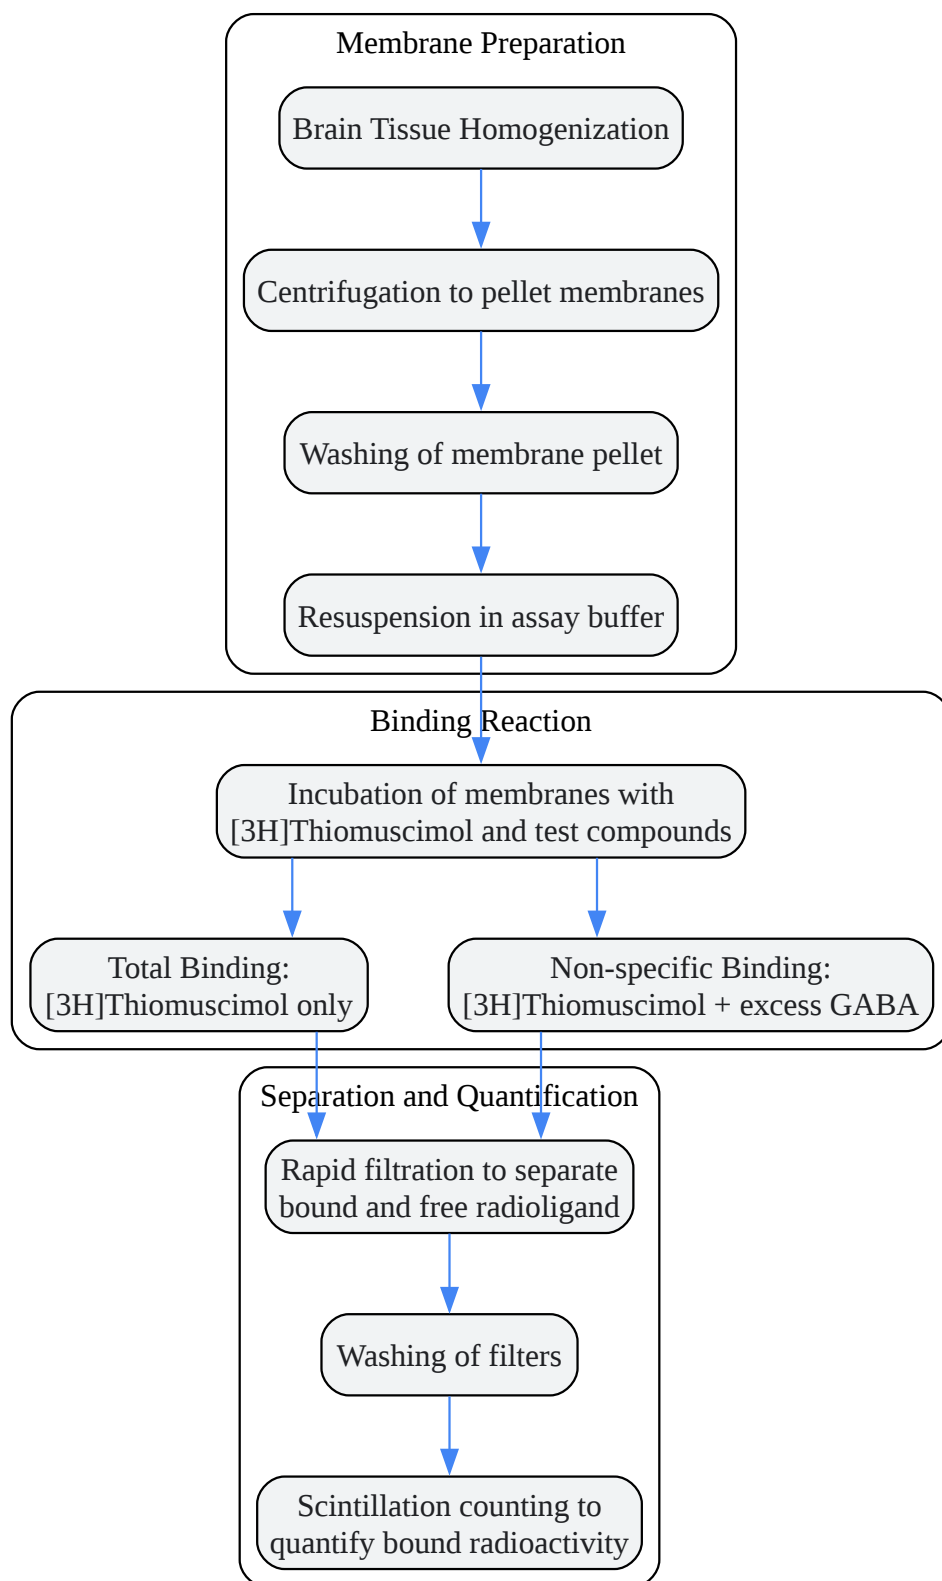 Membrane Preparation
Brain Tissue Homogenization
Centrifugation to pellet membranes
Washing of membrane pellet
Resuspension in assay buffer
Binding Reaction
Incubation of membranes with
[3H]Thiomuscimol and test compounds
Total Binding:
[3H]Thiomuscimol only
Non-specific Binding:
[3H]Thiomuscimol + excess GABA
Separation and Quantification
Rapid filtration to separate
bound and free radioligand
Washing of filters
Scintillation counting to
quantify bound radioactivity